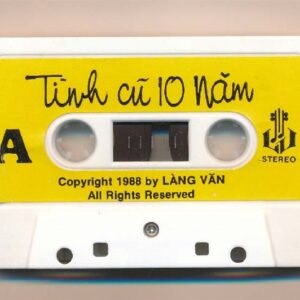 Tình cũ 10 năm
A
STEREO
Copyright 1988 by LÀNG VĂN
All Rights Reserved